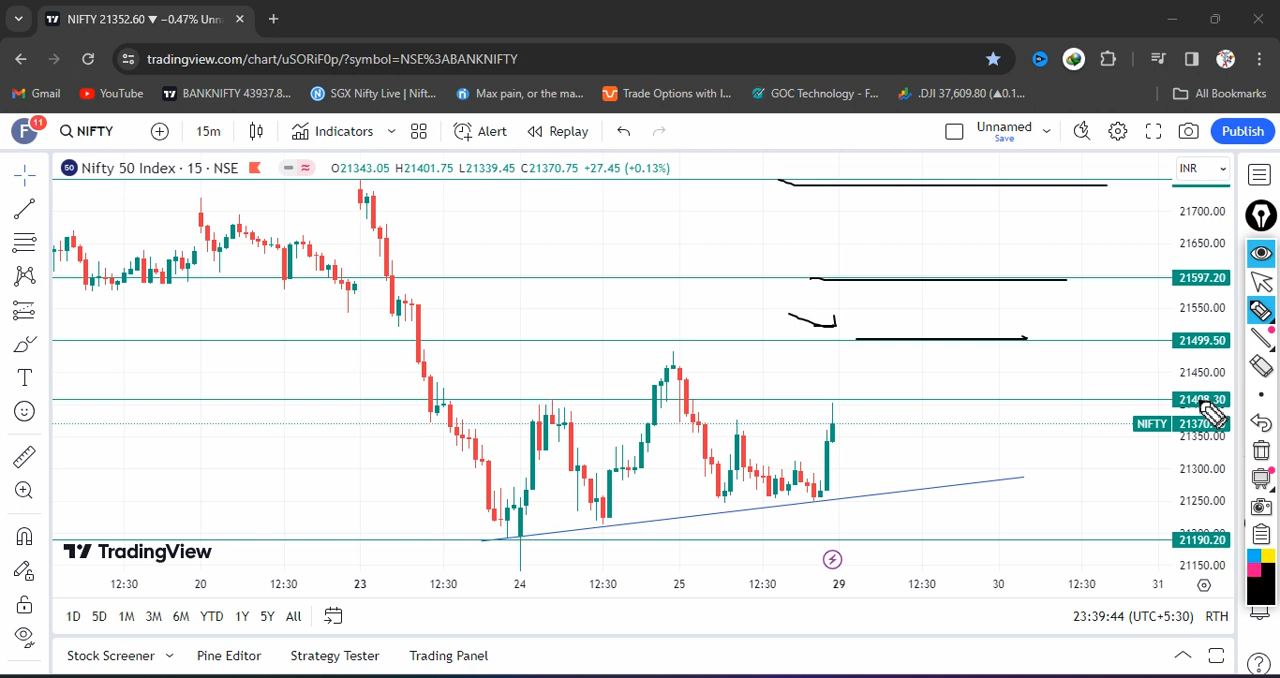 NIFTY 21352.60 ▼ −0.47% Unn
tradingview.com/chart/uSORiF0p/?symbol=NSE%3ABANKNIFTY
Gmail YouTube BANKNIFTY 43937.8... SGX Nifty Live | Nift... Max pain, or the ma... Trade Options with I... GOC Technology - F... .DJI 37,609.80 (▲0.1... All Bookmarks
F 11 NIFTY 15m Indicators Alert Replay Unnamed Publish
Save
50 Nifty 50 Index · 15 · NSE O21343.05 H21401.75 L21339.45 C21370.75 +27.45 (+0.13%) INR
21700.00
21650.00
21597.20
21550.00
21499.50
21450.00
21408.30
NIFTY 21370.
21350.00
21300.00
21250.00
21190.20
TradingView
21150.00
12:30 20 12:30 23 12:30 24 12:30 25 12:30 29 12:30 30 12:30 31
1D 5D 1M 3M 6M YTD 1Y 5Y All 23:39:44 (UTC+5:30) RTH
Stock Screener Pine Editor Strategy Tester Trading Panel